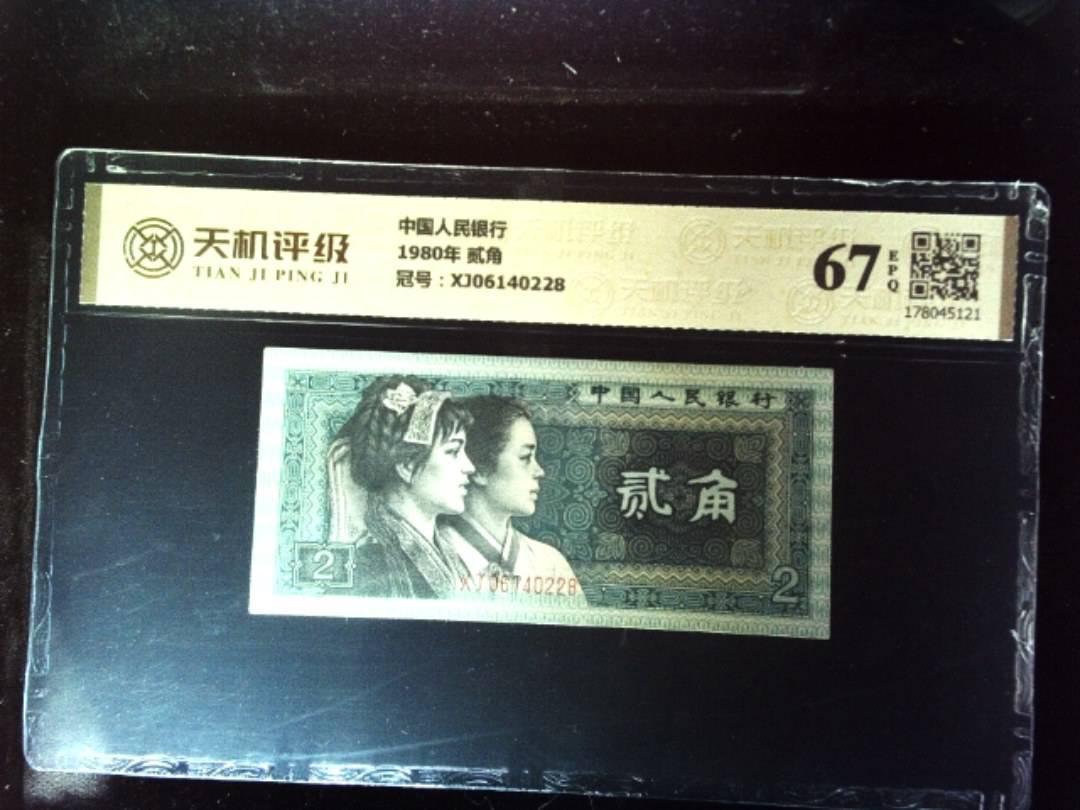 天机评级
TIAN JI PING JI
中国人民银行
1980年 贰角
冠号：XJ06140228
67
EPQ
178045121
中国人民银行
贰角
2
XJ06140228
2